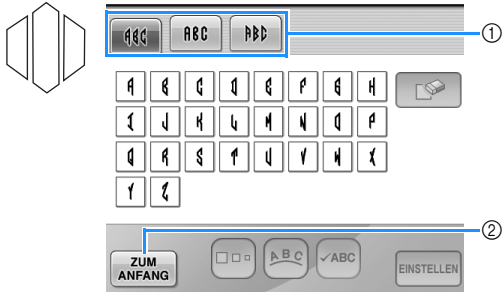 ABC ABC ABC ①
A B C D E F G H
I J K L M N O P
Q R S T U V W X
Y Z
②
ZUM ANFANG ABC ✓ABC EINSTELLEN